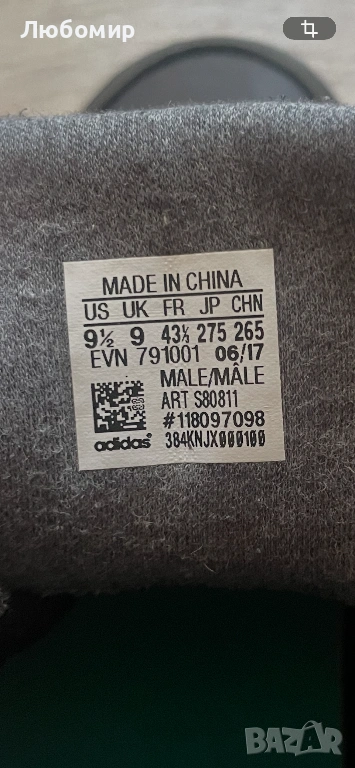 Любомир
MADE IN CHINA
US UK FR JP CHN
9½ 9 43⅓ 275 265
EVN 791001 06/17
MALE/MÂLE
ART S80811
#118097098
adidas 384KNJX000100
BAZAR